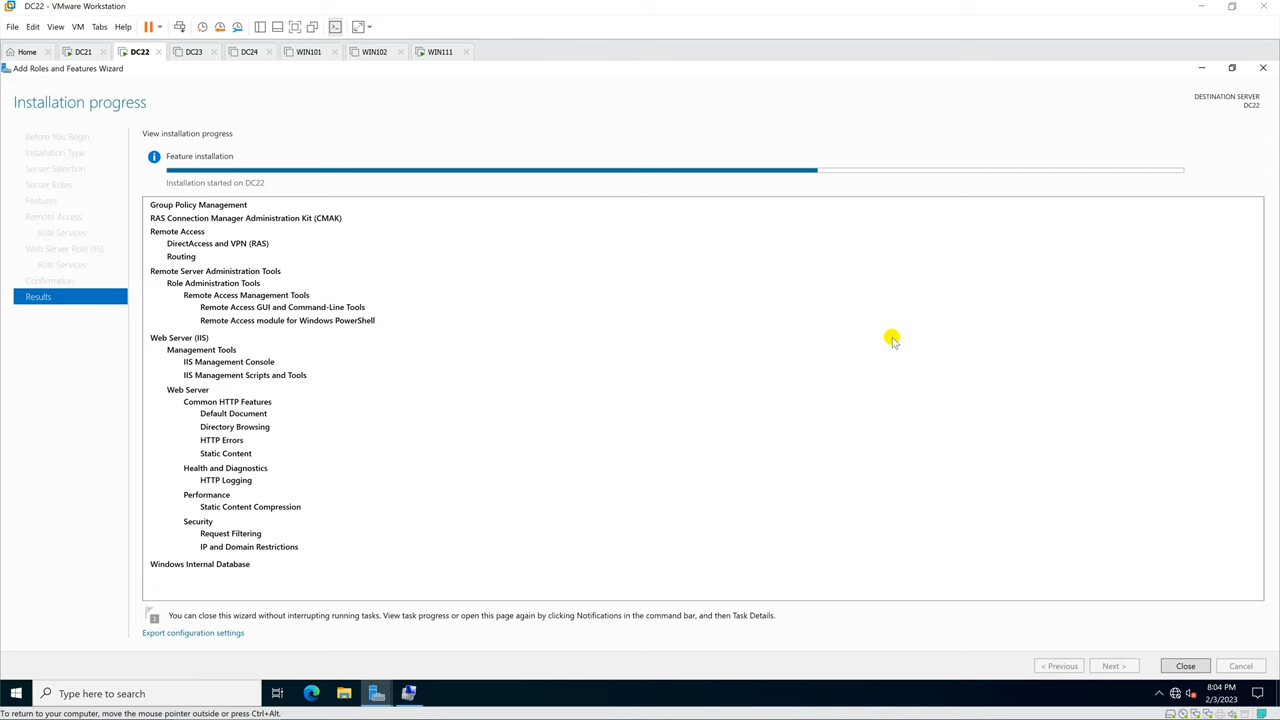 DC22 - VMware Workstation
File Edit View VM Tabs Help
Home DC21 DC22 DC23 DC24 WIN101 WIN102 WIN111
Add Roles and Features Wizard
Installation progress
DESTINATION SERVER
DC22
Before You Begin
Installation Type
Server Selection
Server Roles
Features
Remote Access
Role Services
Web Server Role (IIS)
Role Services
Confirmation
Results
View installation progress
Feature installation
Installation started on DC22
Group Policy Management
RAS Connection Manager Administration Kit (CMAK)
Remote Access
DirectAccess and VPN (RAS)
Routing
Remote Server Administration Tools
Role Administration Tools
Remote Access Management Tools
Remote Access GUI and Command-Line Tools
Remote Access module for Windows PowerShell
Web Server (IIS)
Management Tools
IIS Management Console
IIS Management Scripts and Tools
Web Server
Common HTTP Features
Default Document
Directory Browsing
HTTP Errors
Static Content
Health and Diagnostics
HTTP Logging
Performance
Static Content Compression
Security
Request Filtering
IP and Domain Restrictions
Windows Internal Database
You can close this wizard without interrupting running tasks. View task progress or open this page again by clicking Notifications in the command bar, and then Task Details.
Export configuration settings
< Previous Next > Close Cancel
Type here to search
8:04 PM
2/3/2023
To return to your computer, move the mouse pointer outside or press Ctrl+Alt.